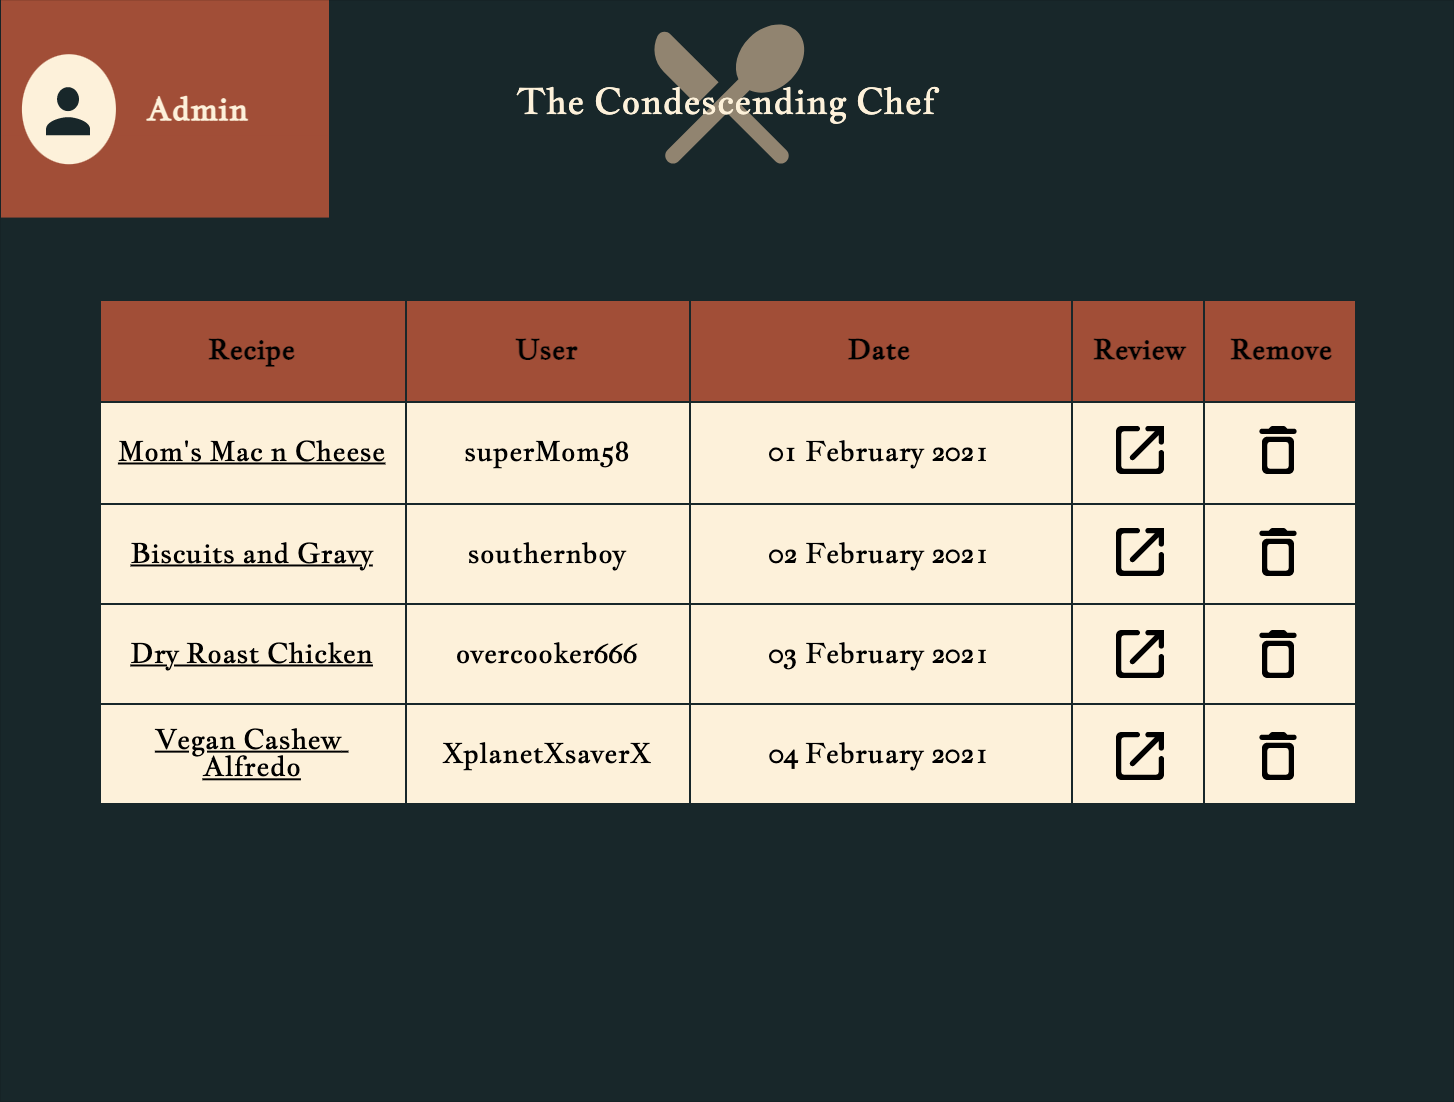 Admin
The Condescending Chef
Recipe User Date Review Remove
Mom's Mac n Cheese superMom58 01 February 2021
Biscuits and Gravy southernboy 02 February 2021
Dry Roast Chicken overcooker666 03 February 2021
Vegan Cashew
Alfredo XplanetXsaverX 04 February 2021